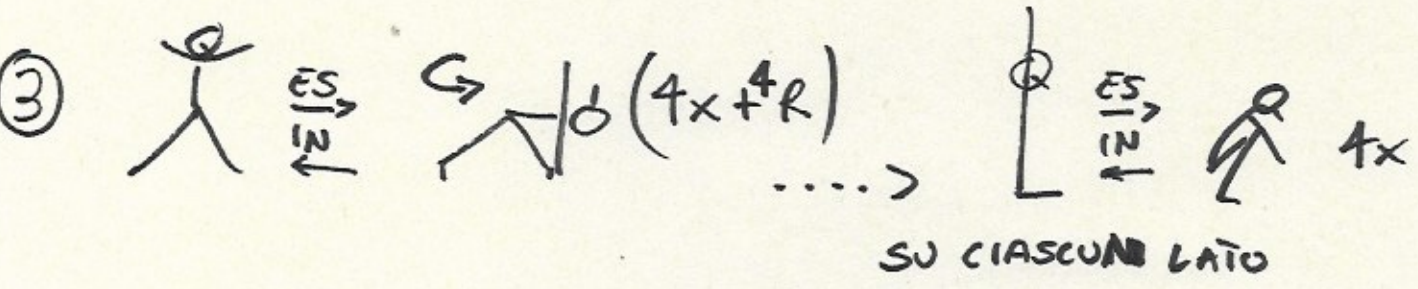 ③ ES IN (4x+4R) ....> ES IN 4x
SU CIASCUN LATO